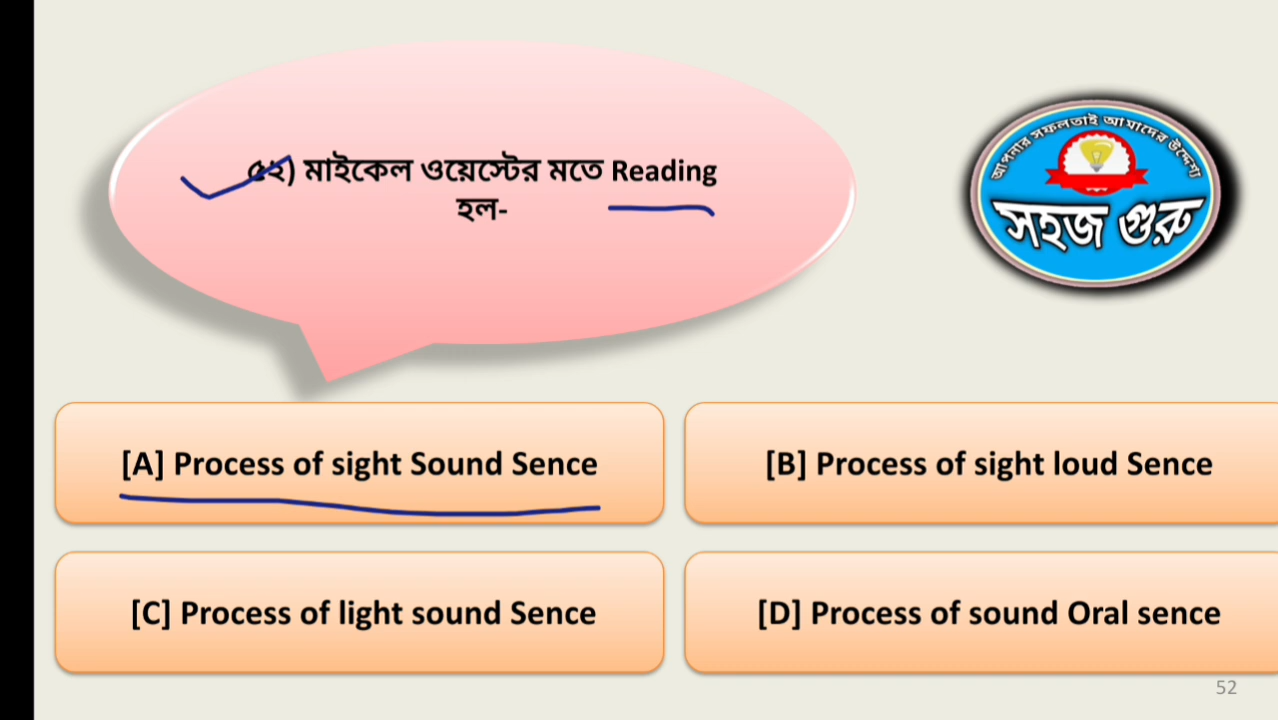 ৫২) মাইকেল ওয়েস্টের মতে Reading
হল-
আপনার সফলতাই আমাদের উদ্দেশ্য
সহজ গুরু
[A] Process of sight Sound Sence
[B] Process of sight loud Sence
[C] Process of light sound Sence
[D] Process of sound Oral sence
52